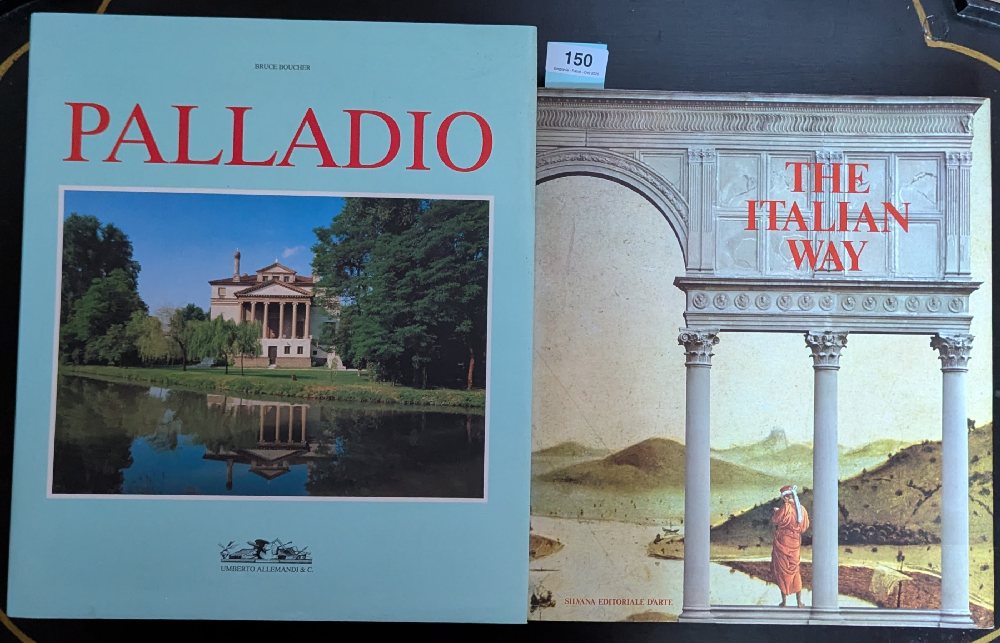 BRUCE BOUCHER
PALLADIO
UMBERTO ALLEMANDI & C.
150
THE
ITALIAN
WAY
SILVANA EDITORIALE D'ARTE